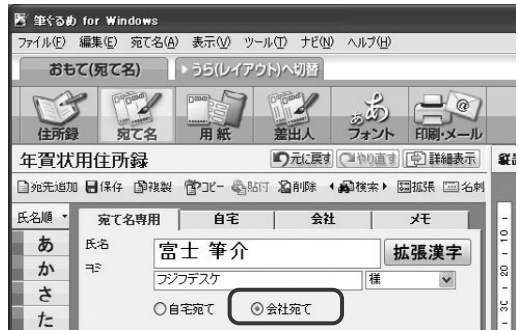 筆ぐるめ for Windows
ファイル(F) 編集(E) 宛て名(A) 表示(V) ツール(T) ナビ(N) ヘルプ(H)
おもて(宛て名) うら(レイアウト)へ切替
住所録 宛て名 用紙 差出人 フォント 印刷・メール
年賀状用住所録 元に戻す やり直す 詳細表示
宛先追加 保存 複製 コピー 貼付 削除 検索 拡張 名刺
氏名順 宛て名専用 自宅 会社 メモ
あ 氏名 富士 筆介 拡張漢字
か ヨミ フジフデスケ 様
さ 自宅宛て 会社宛て
た
10
20
30